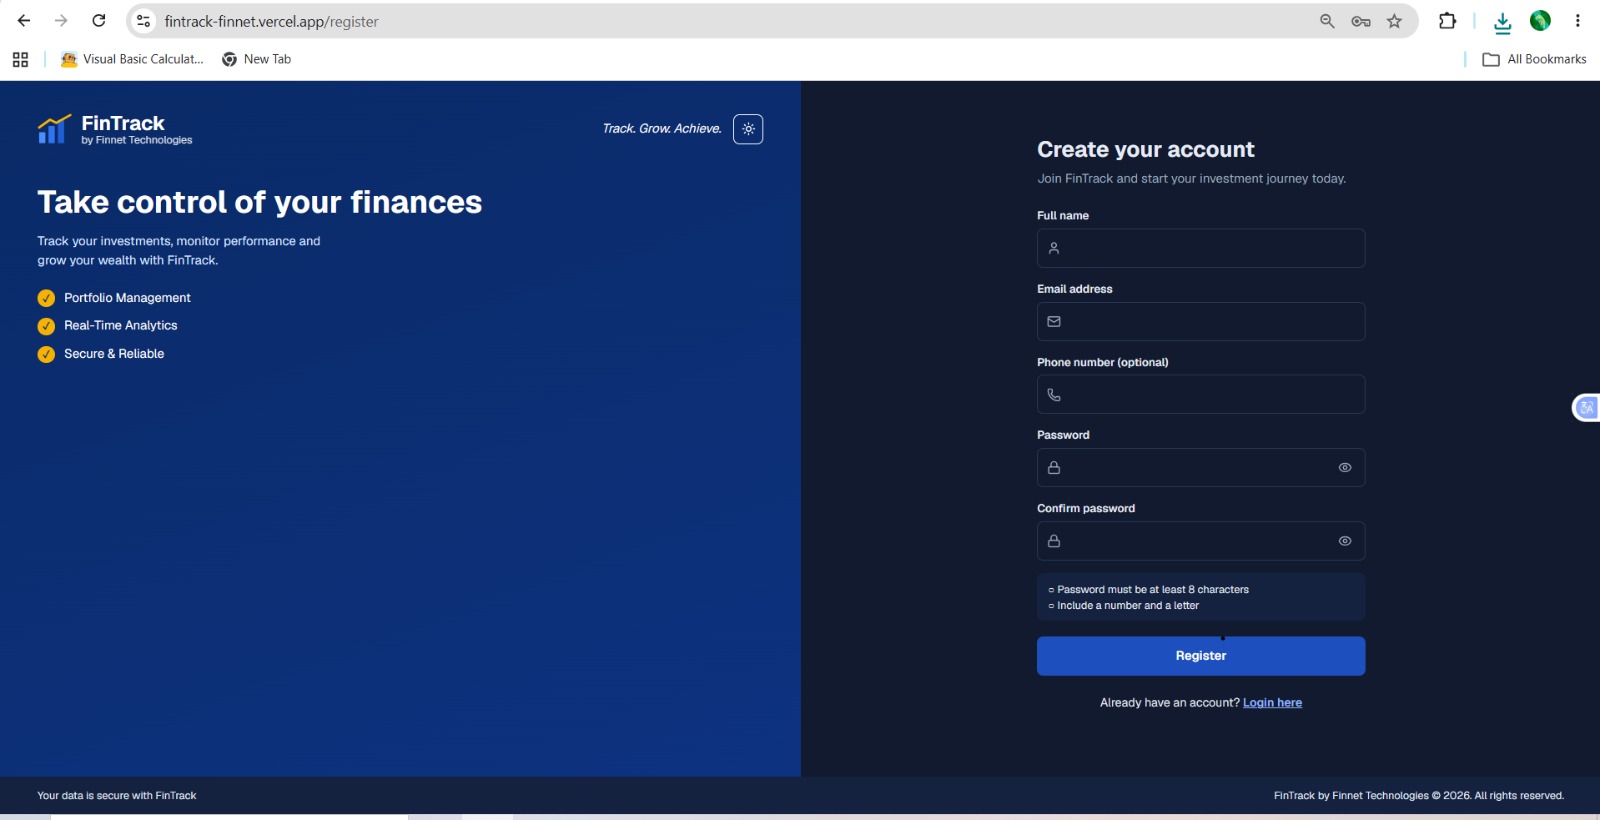 fintrack-finnet.vercel.app/register
Visual Basic Calculat...
New Tab
All Bookmarks
FinTrack
by Finnet Technologies
Track. Grow. Achieve.
Take control of your finances
Track your investments, monitor performance and
grow your wealth with FinTrack.
Portfolio Management
Real-Time Analytics
Secure & Reliable
Create your account
Join FinTrack and start your investment journey today.
Full name
Email address
Phone number (optional)
Password
Confirm password
○ Password must be at least 8 characters
○ Include a number and a letter
Register
Already have an account? Login here
Your data is secure with FinTrack
FinTrack by Finnet Technologies © 2026. All rights reserved.